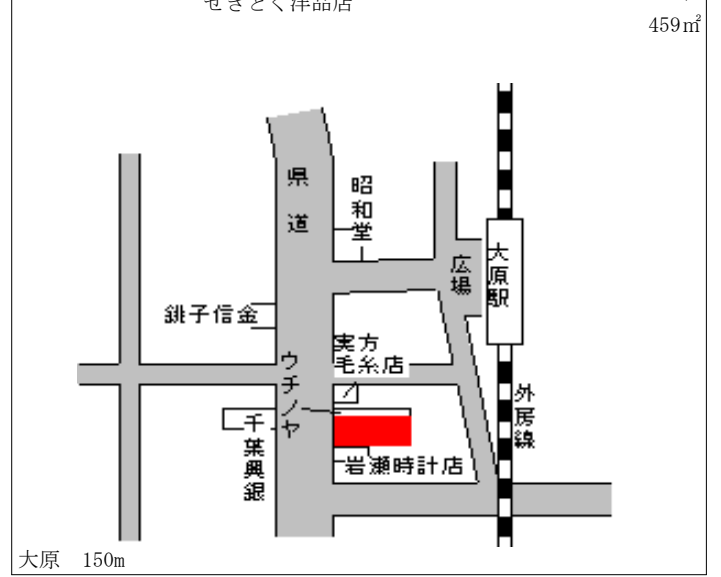 せきとく洋品店
459㎡
県道
昭和堂
広場
大原駅
銚子信金
実方
毛糸店
ウチノヤ
外房線
千葉興銀
岩瀬時計店
大原　150m